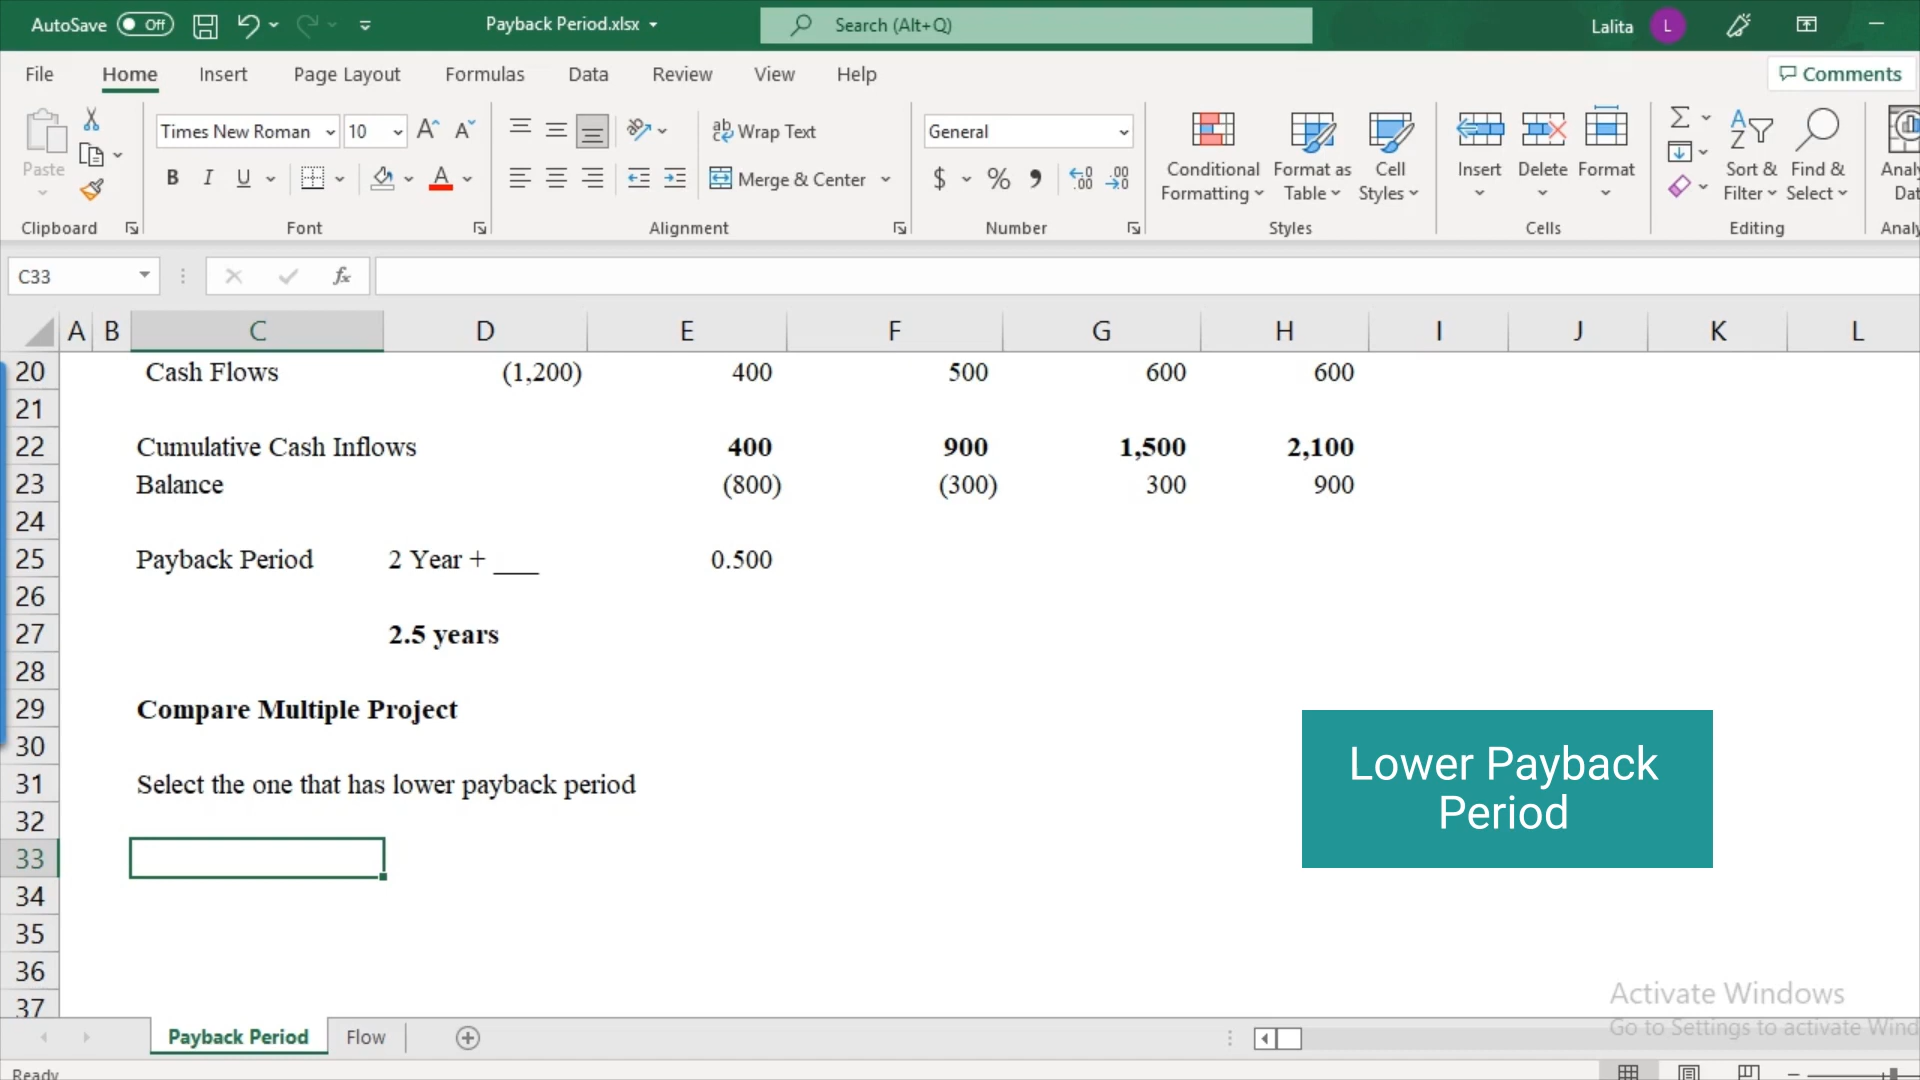 AutoSave Off Payback Period.xlsx Search (Alt+Q) Lalita L
File Home Insert Page Layout Formulas Data Review View Help Comments
Paste
Clipboard
Times New Roman 10
A A
B I U A
Font
ab Wrap Text
Merge & Center
Alignment
General
$ % 9 .00 .00
Number
Conditional Formatting
Format as Table
Cell Styles
Styles
Insert Delete Format
Cells
Sort & Filter
Find & Select
Editing
C33 fx
A B C D E F G H I J K L
20 Cash Flows (1,200) 400 500 600 600
21
22 Cumulative Cash Inflows 400 900 1,500 2,100
23 Balance (800) (300) 300 900
24
25 Payback Period 2 Year + ___ 0.500
26
27 2.5 years
28
29 Compare Multiple Project
30
31 Select the one that has lower payback period
32
33
34
35
36
37
Lower Payback
Period
Activate Windows
Go to Settings to activate Wind
Payback Period Flow
Ready